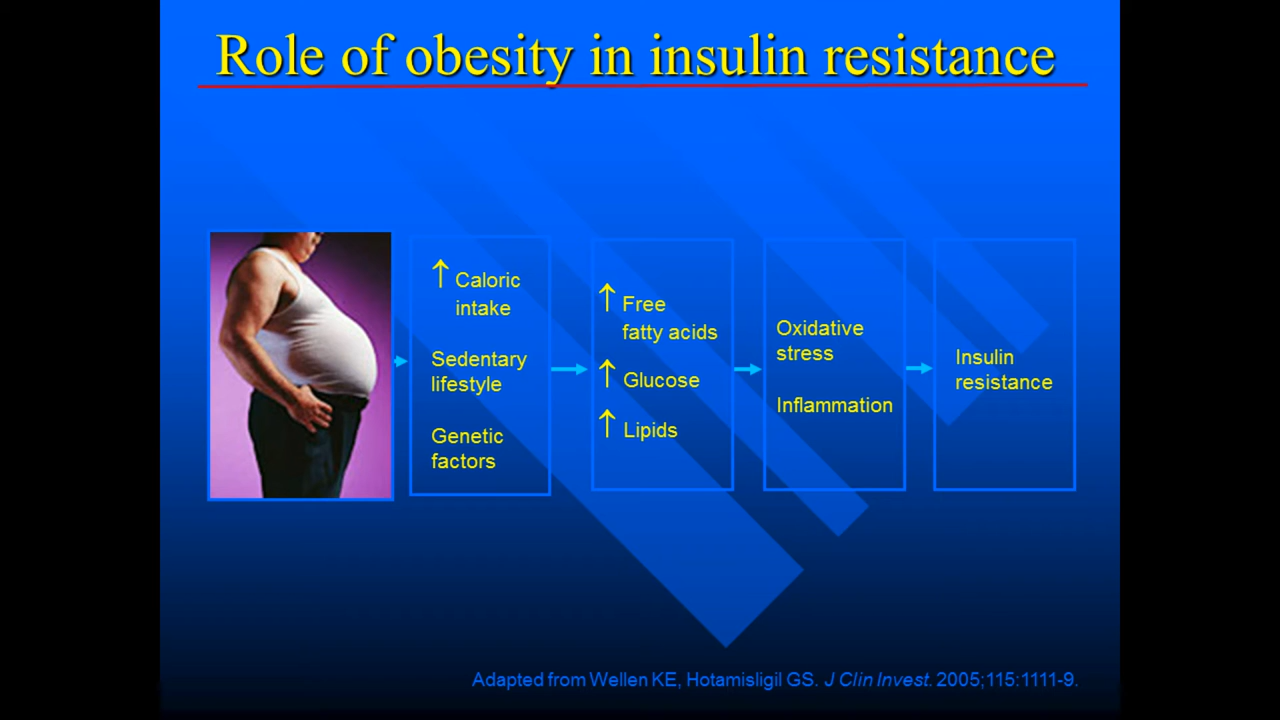 Role of obesity in insulin resistance
↑ Caloric
intake
Sedentary
lifestyle
Genetic
factors
↑ Free
fatty acids
↑ Glucose
↑ Lipids
Oxidative
stress
Inflammation
Insulin
resistance
Adapted from Wellen KE, Hotamisligil GS. J Clin Invest. 2005;115:1111-9.